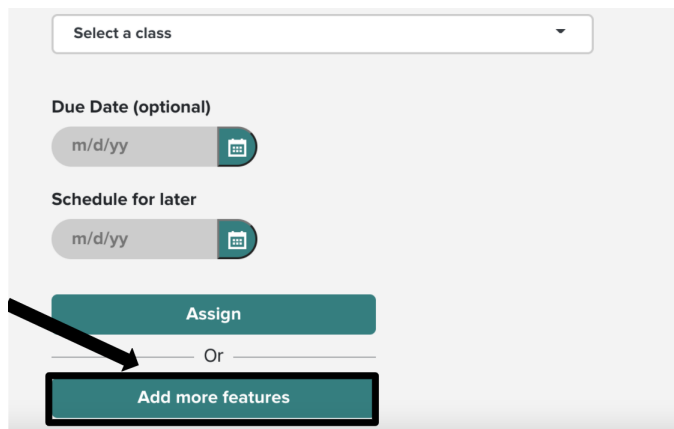 Select a class
Due Date (optional)
m/d/yy
Schedule for later
m/d/yy
Assign
Or
Add more features